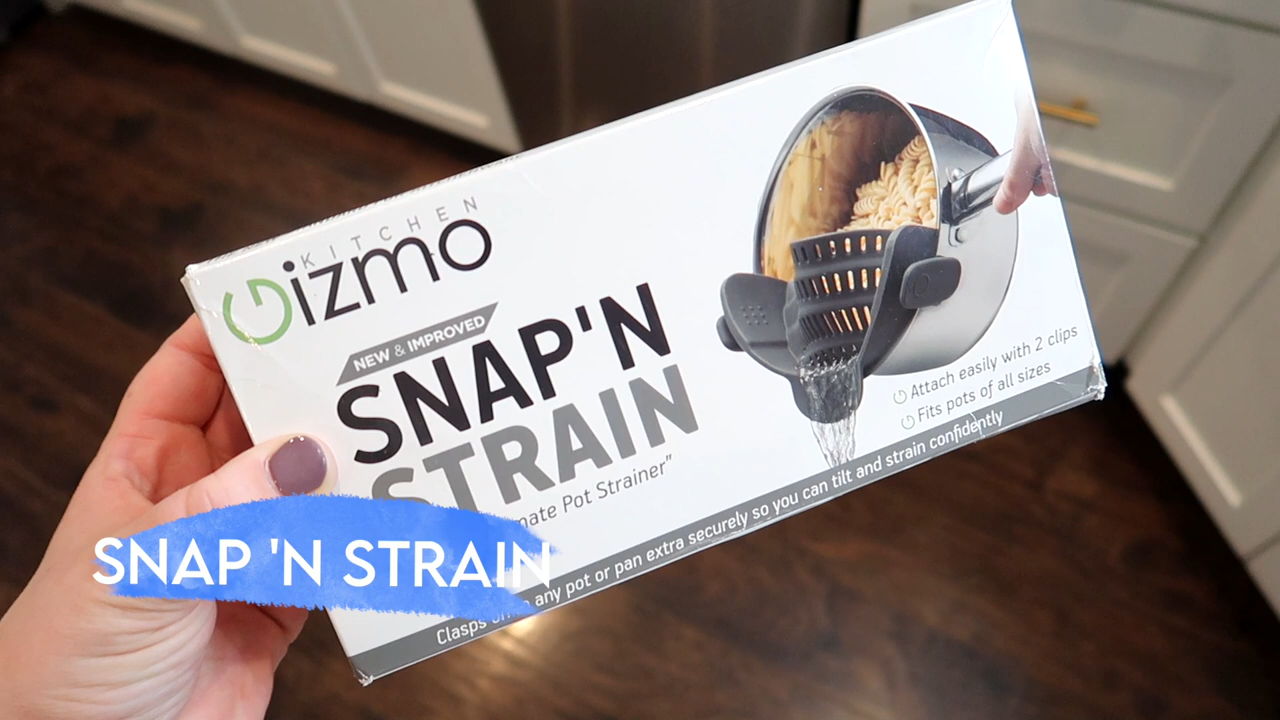 KITCHEN
Gizmo
NEW & IMPROVED
SNAP'N
STRAIN
Pot Strainer"
Attach easily with 2 clips
Fits pots of all sizes
Clasps any pot or pan extra securely so you can tilt and strain confidently
SNAP 'N STRAIN